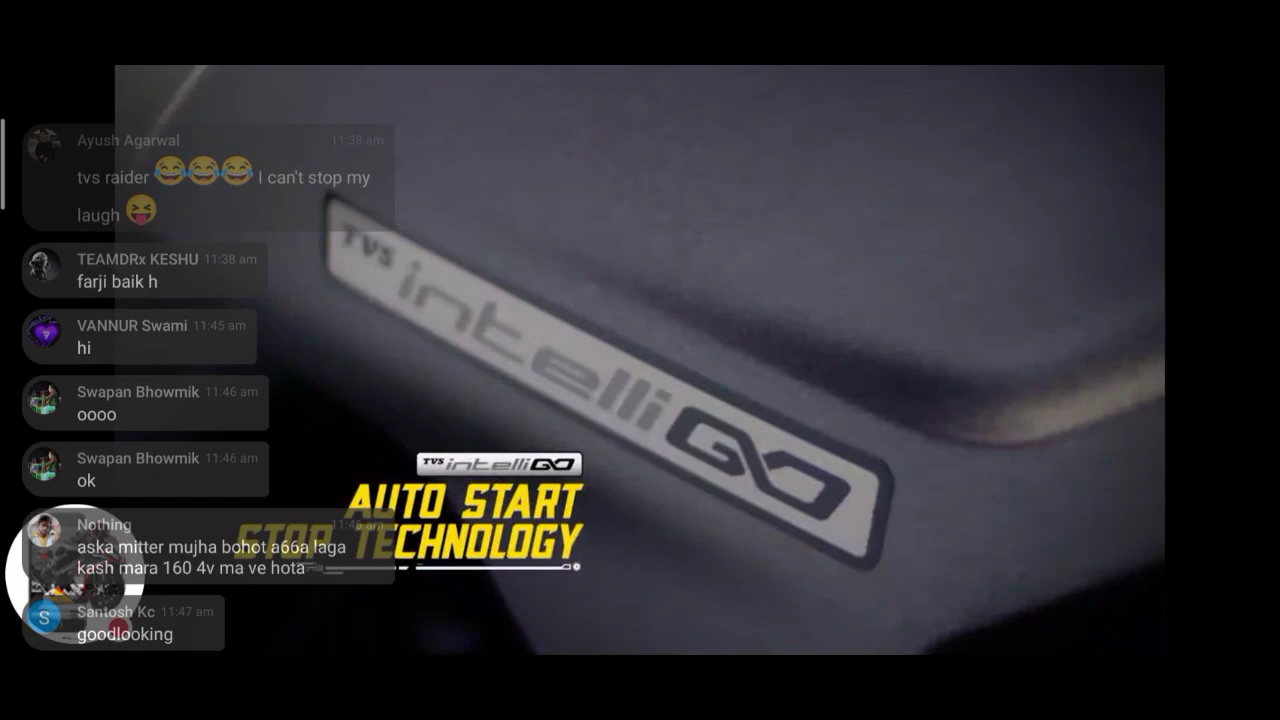 Ayush Agarwal 11:38 am
tvs raider 😂😂😂 I can't stop my
laugh 😝
TEAMDRx KESHU 11:38 am
farji baik h
VANNUR Swami 11:45 am
hi
Swapan Bhowmik 11:46 am
oooo
Swapan Bhowmik 11:46 am
ok
Nothing 11:46 am
aska mitter mujha bohot a66a laga
kash mara 160 4v ma ve hota
S
Santosh Kc 11:47 am
goodlooking
TVS intelliGO
TVS intelliGO
AUTO START
STOP TECHNOLOGY